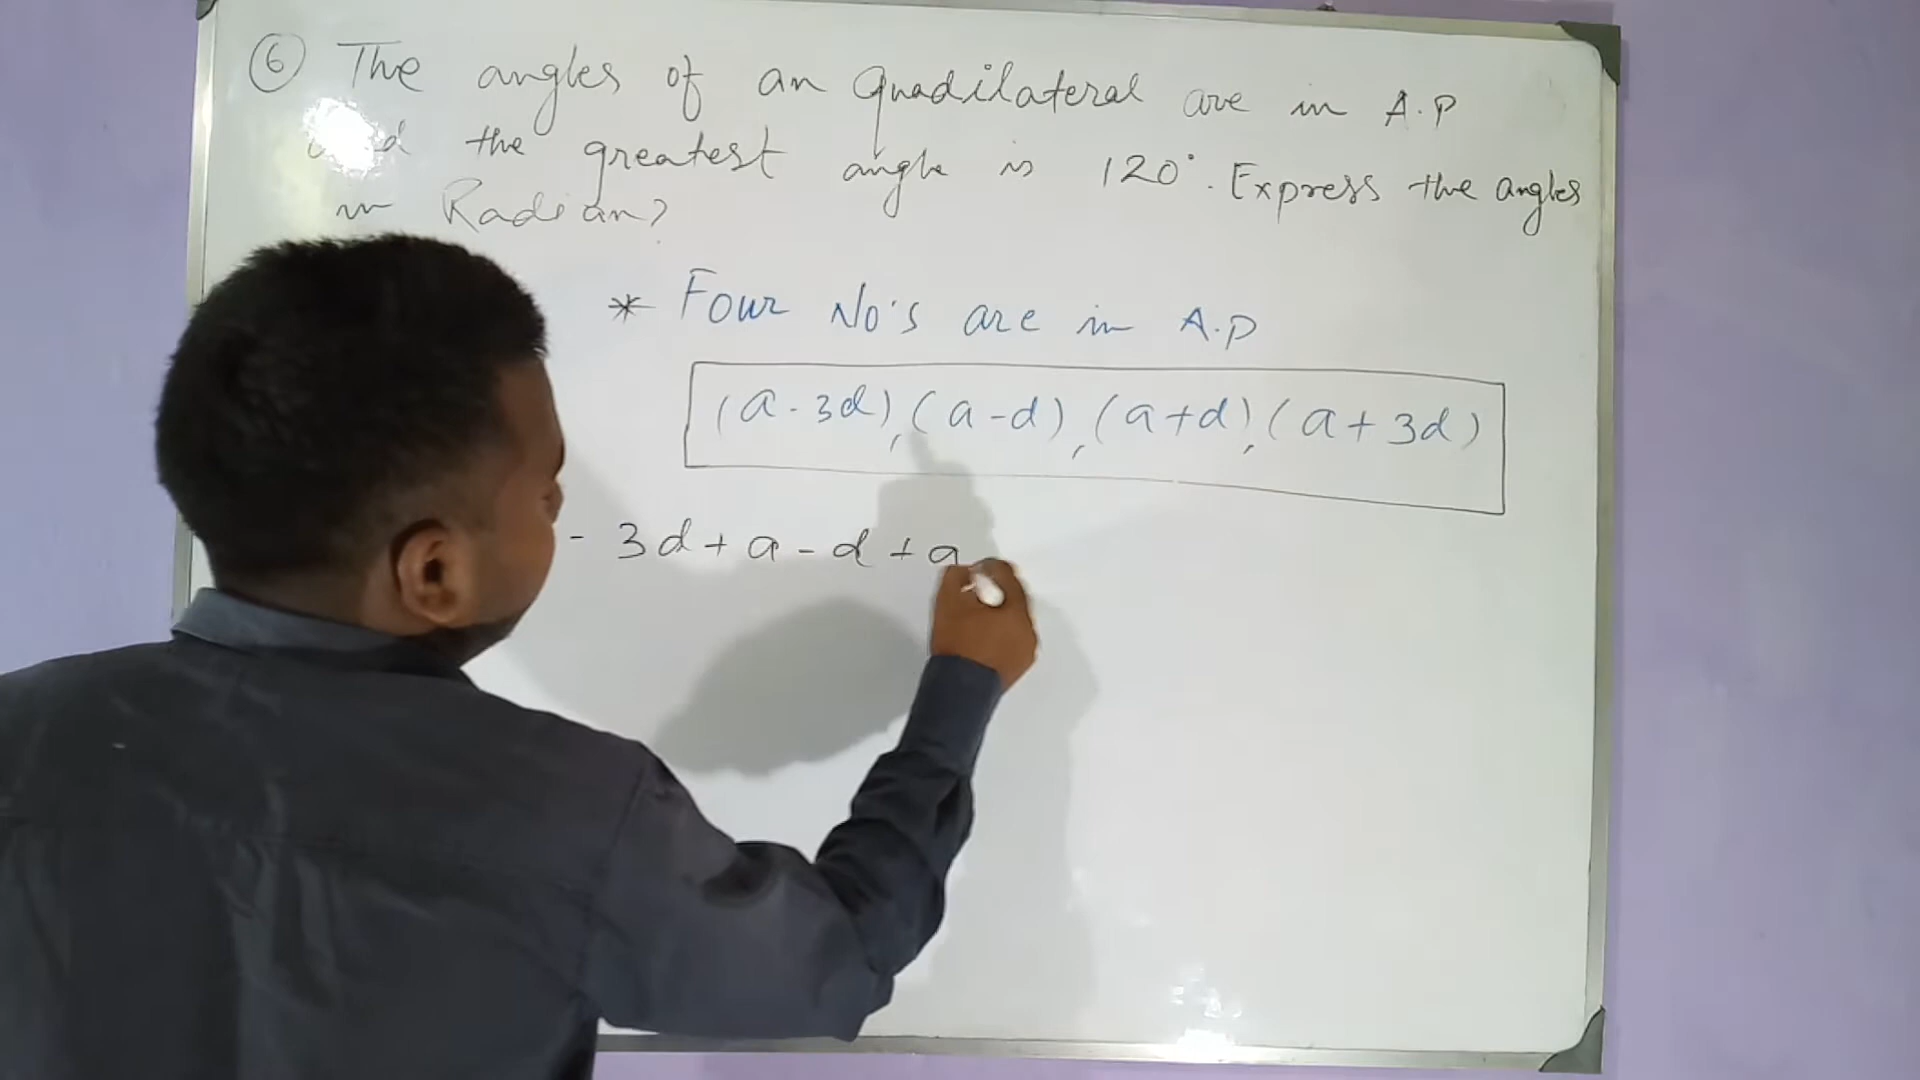 6 The angles of an Quadilateral are in A.P
the greatest angle is 120°. Express the angles
in Radian?
* Four No's are in A.P
(a - 3d), (a - d), (a + d), (a + 3d)
- 3d + a - d + a